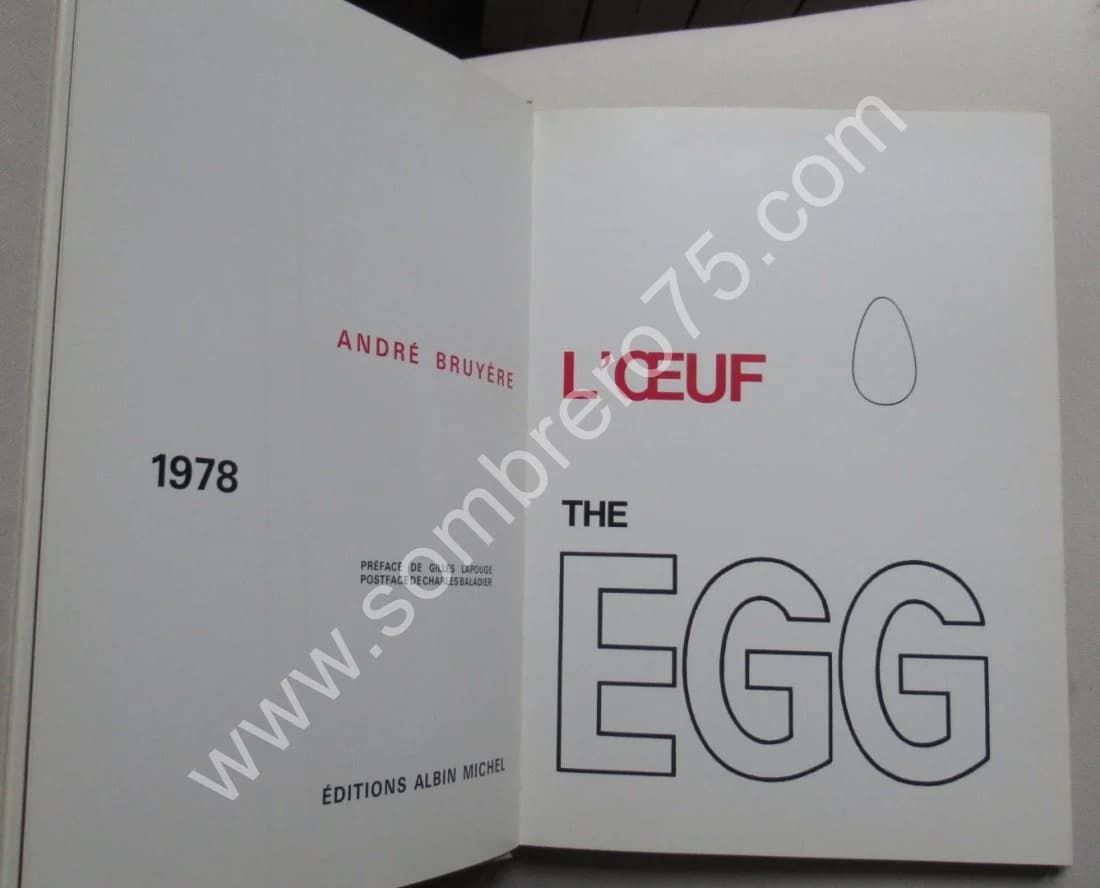 ANDRÉ BRUYÈRE
1978
PRÉFACE DE GILLES LAPOUGE
POSTFACE DE CHARLES BALADIER
ÉDITIONS ALBIN MICHEL
L'ŒUF
THE
EGG
www.sombrero75.com